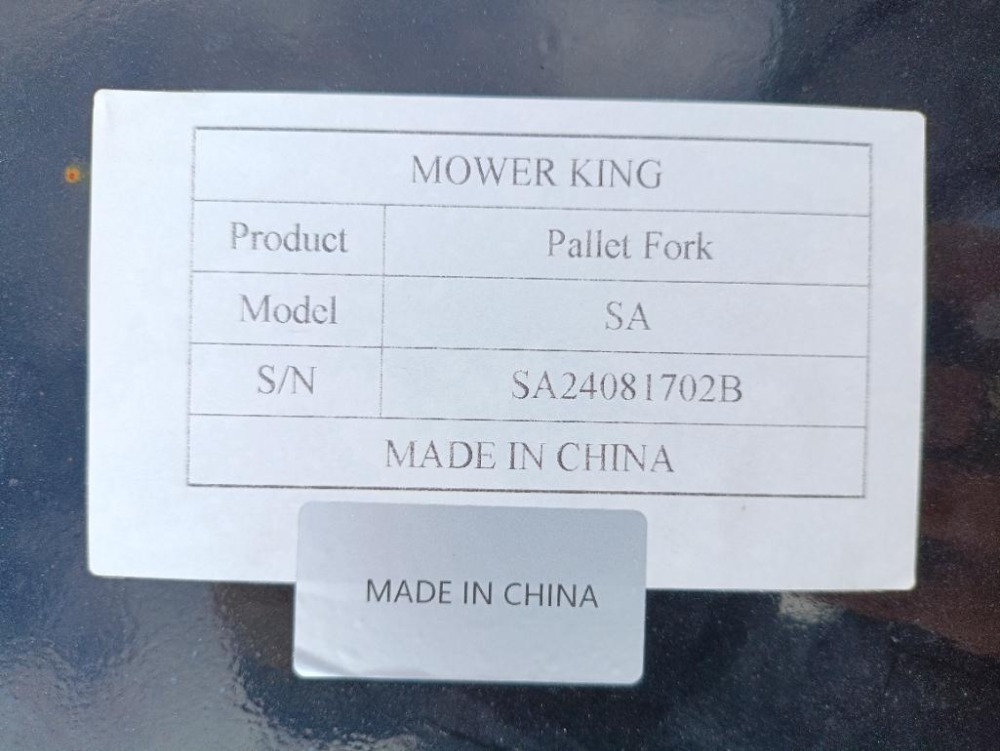 MOWER KING
Product Pallet Fork
Model SA
S/N SA24081702B
MADE IN CHINA
MADE IN CHINA